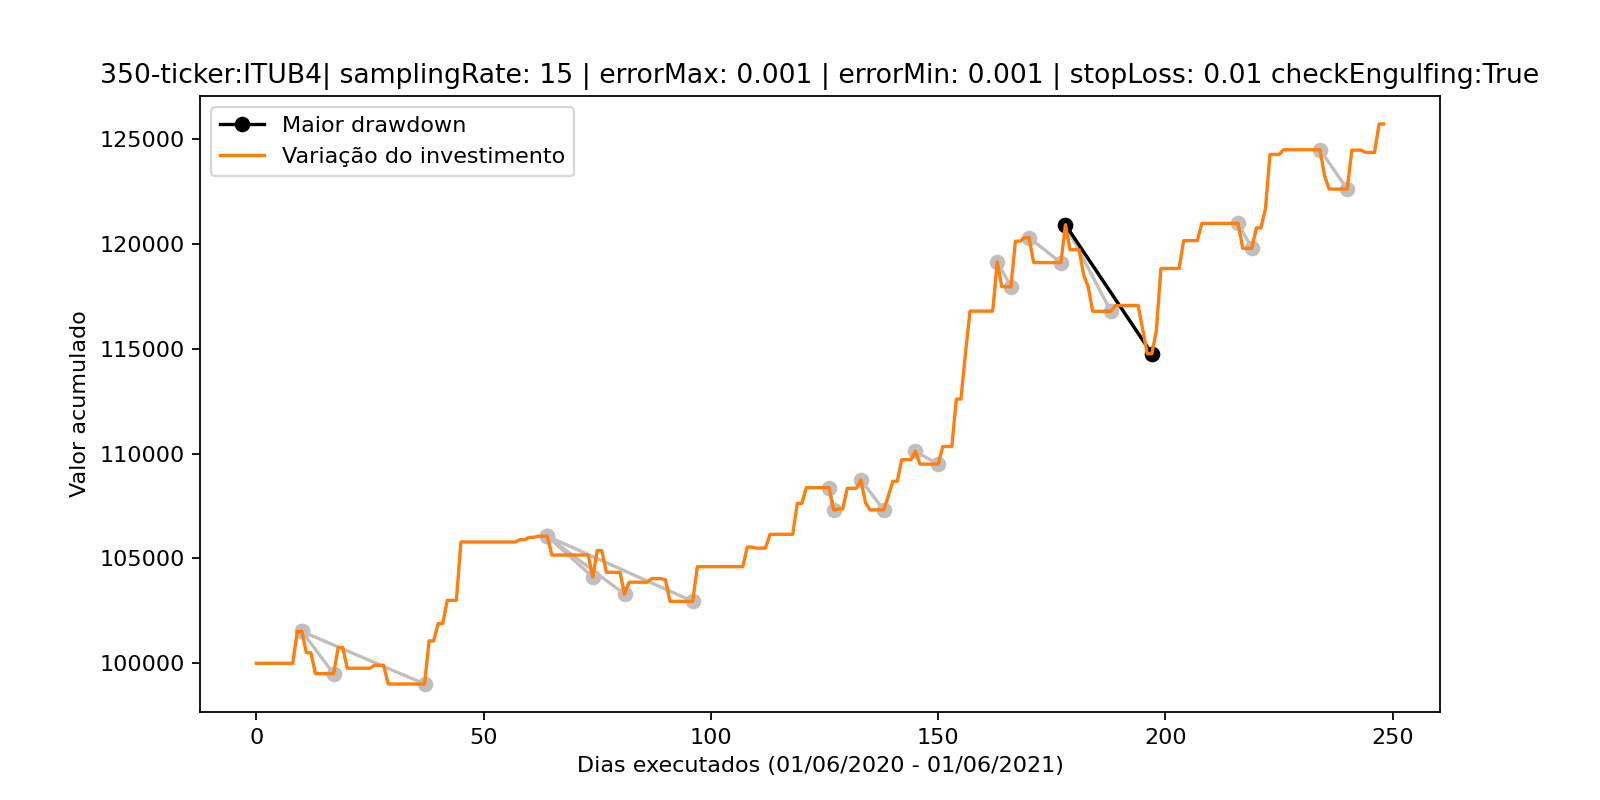 350-ticker:ITUB4| samplingRate: 15 | errorMax: 0.001 | errorMin: 0.001 | stopLoss: 0.01 checkEngulfing:True
Maior drawdown
Variação do investimento
Valor acumulado
125000
120000
115000
110000
105000
100000
0 50 100 150 200 250
Dias executados (01/06/2020 - 01/06/2021)